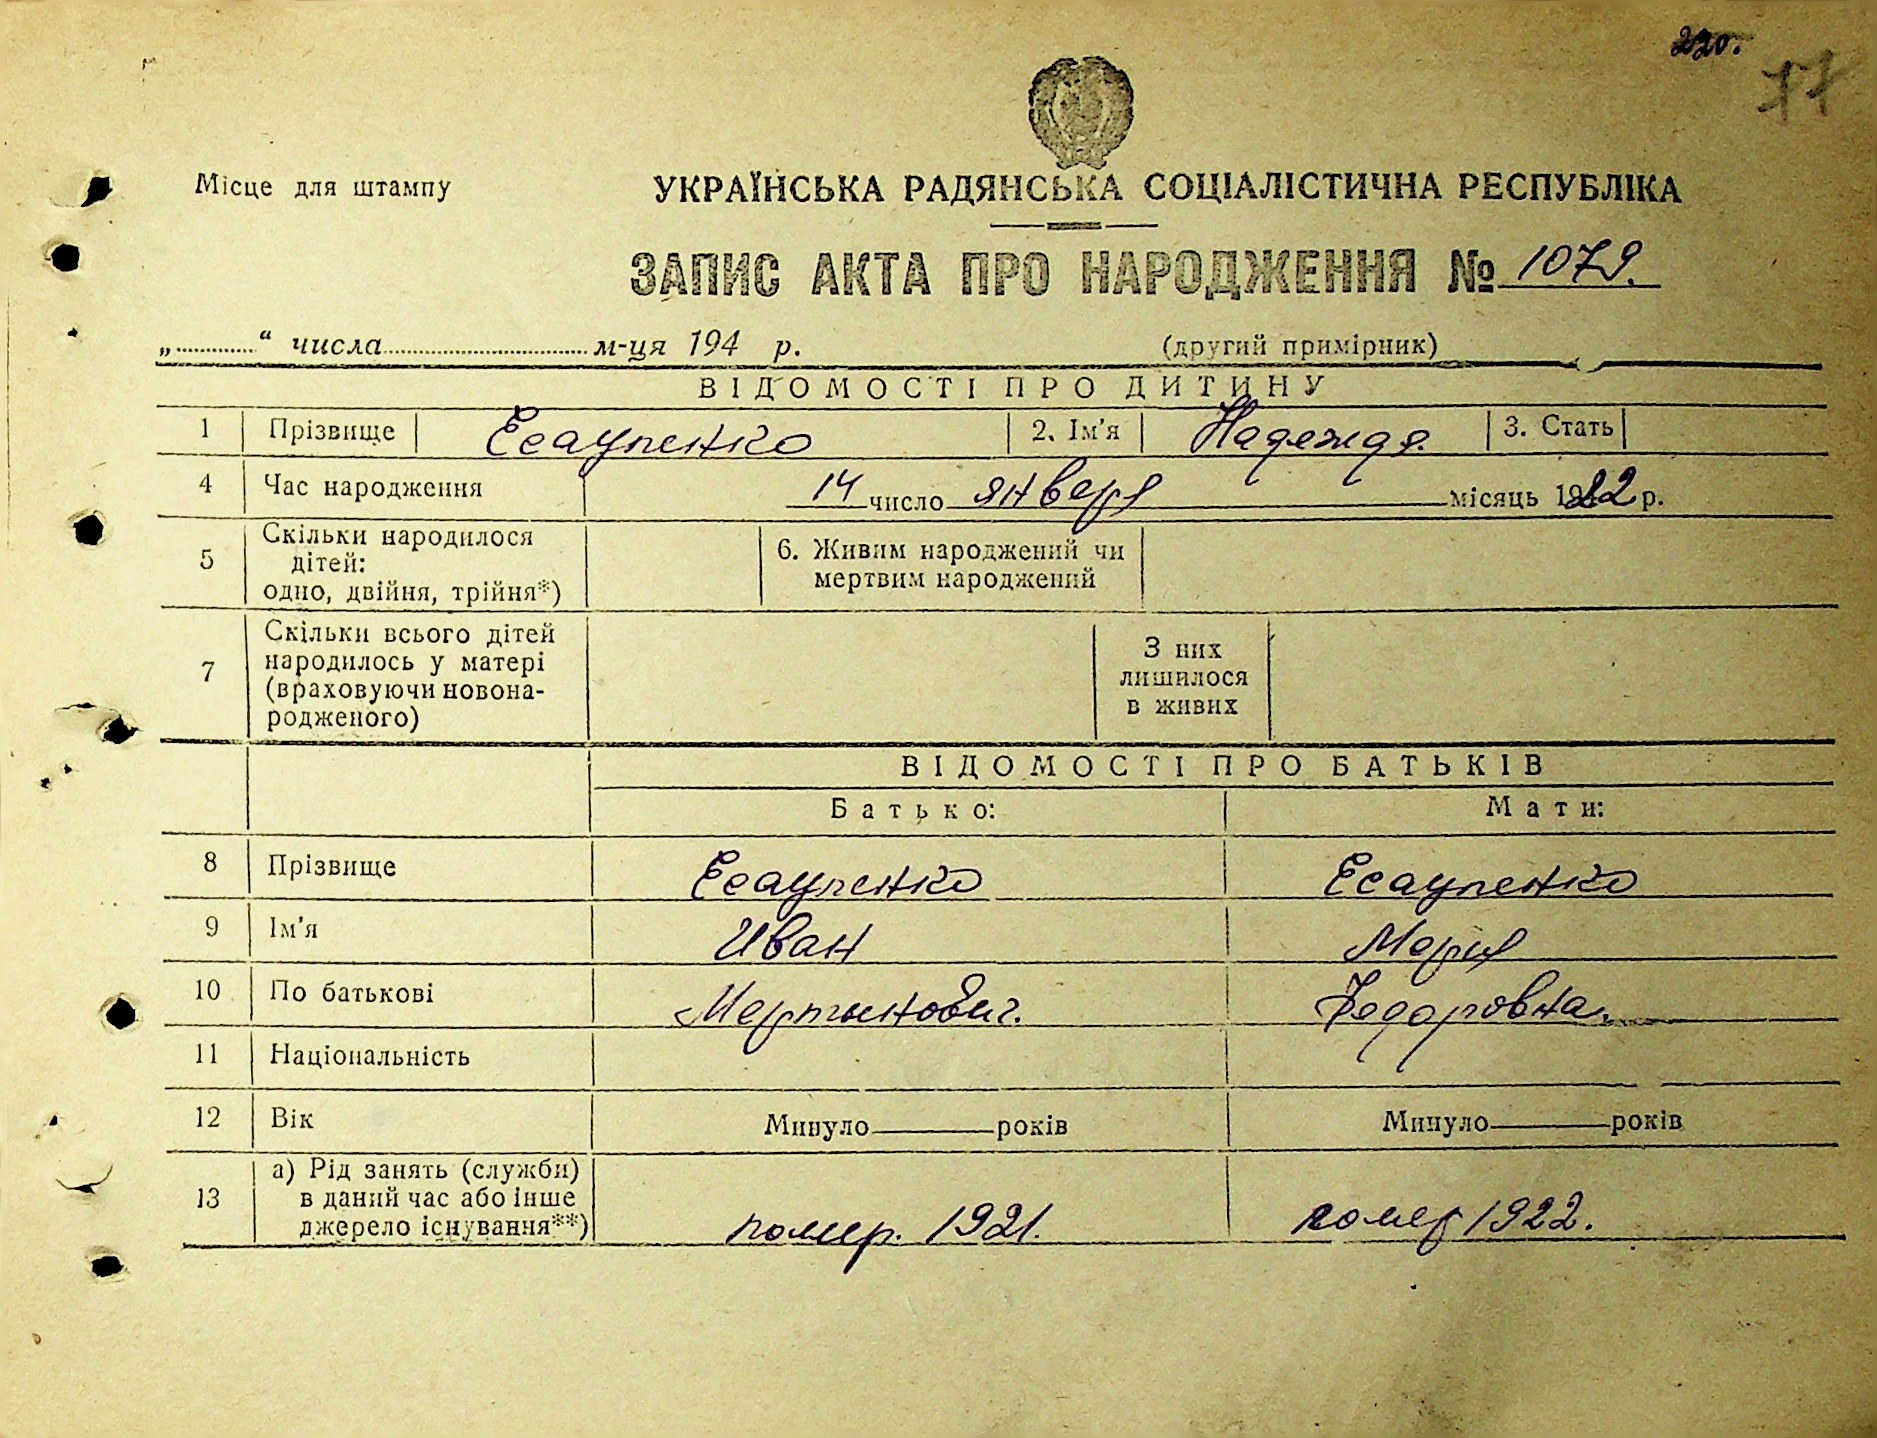 220.
11
Місце для штампу
УКРАЇНСЬКА РАДЯНСЬКА СОЦІАЛІСТИЧНА РЕСПУБЛІКА
ЗАПИС АКТА ПРО НАРОДЖЕННЯ № 1079.
„ “ числа м-ця 194 р. (другий примірник)
ВІДОМОСТІ ПРО ДИТИНУ
1 Прізвище Есауленко 2. Ім'я Надежда. 3. Стать
4 Час народження 14 число января місяць 1922 р.
5 Скільки народилося дітей: одно, двійня, трійня*) 6. Живим народжений чи мертвим народжений
7 Скільки всього дітей народилось у матері (враховуючи новонародженого) З них лишилося в живих
ВІДОМОСТІ ПРО БАТЬКІВ
Батько: Мати:
8 Прізвище Есауленко Есауленко
9 Ім'я Иван Мария
10 По батькові Мартынович. Федоровна.
11 Національність
12 Вік Минуло років Минуло років
13 а) Рід занять (служби) в даний час або інше джерело існування**) помер. 1921. помер 1922.